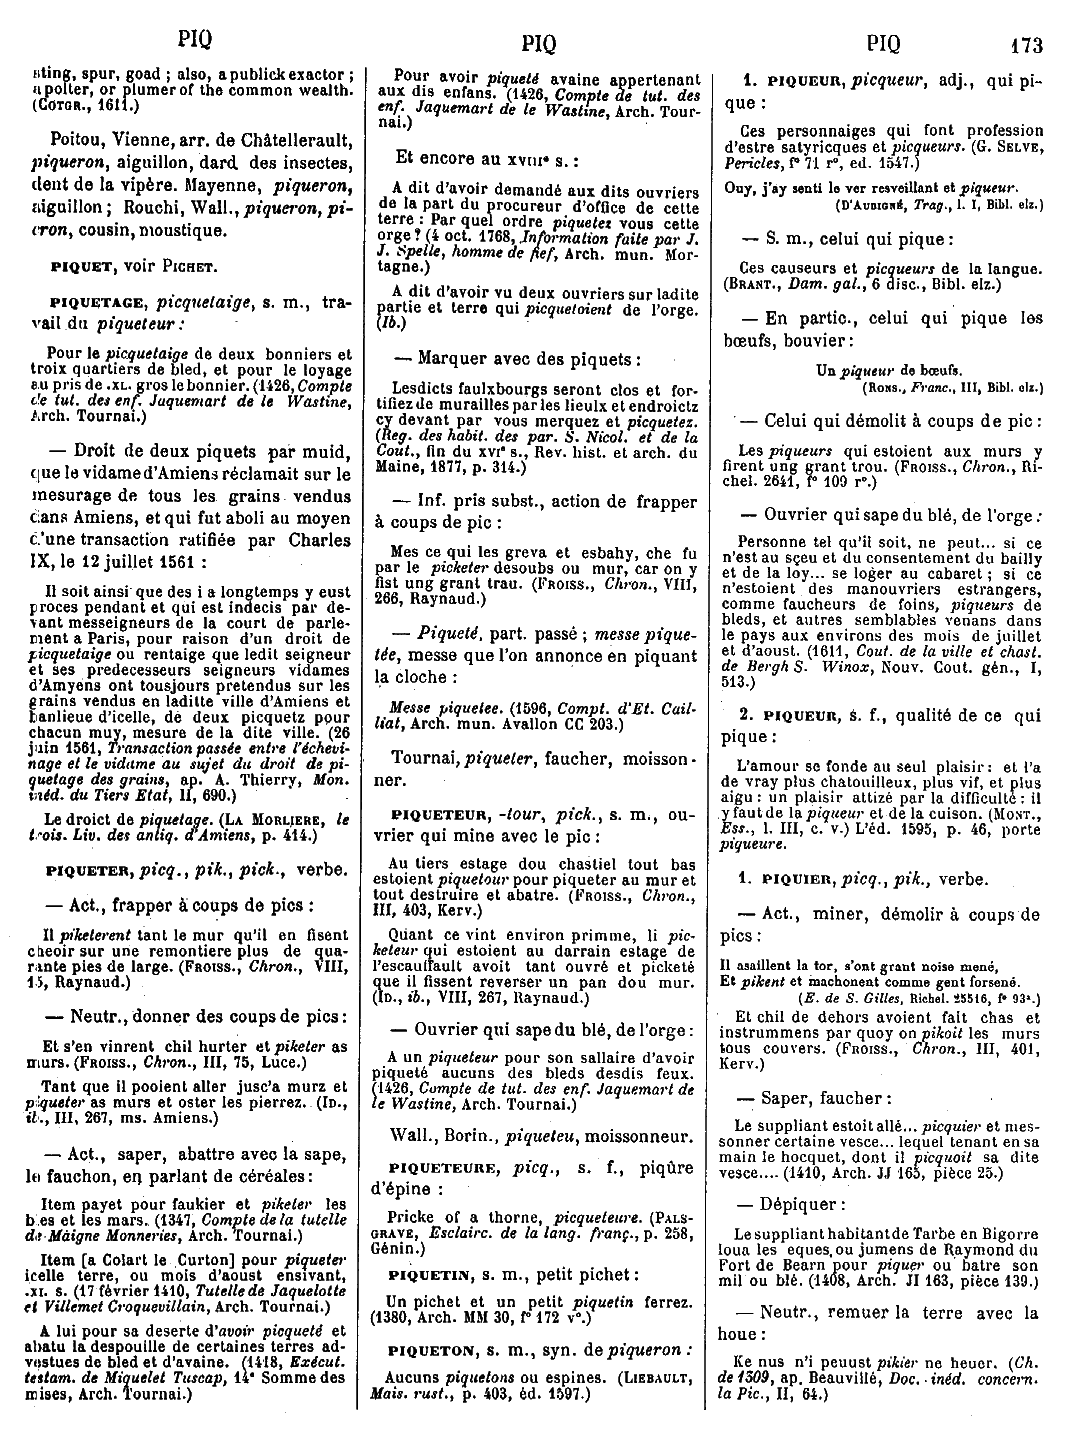 PIQ
PIQ
PIQ 173
sting, spur, goad ; also, a publick exactor ;
a polter, or plumer of the common wealth.
(COTGR., 1611.)
Poitou, Vienne, arr. de Châtellerault,
piqueron, aiguillon, dard des insectes,
dent de la vipère. Mayenne, piqueron,
aiguillon ; Rouchi, Wall., piqueron, pi-
cron, cousin, moustique.
PIQUET, voir PICHET.
PIQUETAGE, picquetaige, s. m., tra-
vail du piqueteur :
Pour le picquetaige de deux bonniers et
troix quartiers de bled, et pour le loyage
au pris de .XL. gros le bonnier. (1426, Compte
de tut. des enf. Jaquemart de le Wastine,
Arch. Tournai.)
— Droit de deux piquets par muid,
que le vidame d'Amiens réclamait sur le
mesurage de tous les grains vendus
dans Amiens, et qui fut aboli au moyen
d'une transaction ratifiée par Charles
IX, le 12 juillet 1561 :
Il soit ainsi que des i a longtemps y eust
proces pendant et qui est indecis par de-
vant messeigneurs de la court de parle-
ment a Paris, pour raison d'un droit de
picquetaige ou rentaige que ledit seigneur
et ses predecesseurs seigneurs vidames
d'Amyens ont tousjours pretendus sur les
grains vendus en laditte ville d'Amiens et
banlieue d'icelle, de deux picquetz pour
chacun muy, mesure de la dite ville. (26
juin 1561, Transaction passée entre l'échevi-
nage et le vidame au sujet du droit de pi-
quetage des grains, ap. A. Thierry, Mon.
inéd. du Tiers Etat, II, 690.)
Le droict de piquetage. (LA MORLIERE, le
trois. Liv. des antiq. d'Amiens, p. 414.)
PIQUETER, picq., pik., pick., verbe.
— Act., frapper à coups de pics :
Il piketerent tant le mur qu'il en fisent
cheoir sur une remontiere plus de qua-
rante pies de large. (FROISS., Chron., VIII,
15, Raynaud.)
— Neutr., donner des coups de pics :
Et s'en vinrent chil hurter et piketer as
murs. (FROISS., Chron., III, 75, Luce.)
Tant que il pooient aller jusc'a murz et
piqueter as murs et oster les pierrez. (ID.,
ib., III, 267, ms. Amiens.)
— Act., saper, abattre avec la sape,
le fauchon, en parlant de céréales :
Item payet pour faukier et piketer les
bles et les mars. (1347, Compte de la tutelle
de Maigne Monneries, Arch. Tournai.)
Item [a Colart le Curton] pour piqueter
icelle terre, ou mois d'aoust ensivant,
.XI. s. (17 février 1410, Tutelle de Jaquelotte
et Villemet Croquevillain, Arch. Tournai.)
A lui pour sa deserte d'avoir picqueté et
abatu la despouille de certaines terres ad-
vestues de bled et d'avaine. (1418, Exécut.
testam. de Miquelet Tuscap, 14e Somme des
mises, Arch. Tournai.)
Pour avoir piqueté avaine appertenant
aux dis enfans. (1426, Compte de tut. des
enf. Jaquemart de le Wastine, Arch. Tour-
nai.)
Et encore au XVIIIe s. :
A dit d'avoir demandé aux dits ouvriers
de la part du procureur d'office de cette
terre : Par quel ordre piquetez vous cette
orge ? (4 oct. 1768, Information faite par J.
J. Spelle, homme de fief, Arch. mun. Mor-
tagne.)
A dit d'avoir vu deux ouvriers sur ladite
partie et terre qui picquetoient de l'orge.
(Ib.)
— Marquer avec des piquets :
Lesdicts faulxbourgs seront clos et for-
tifiez de murailles par les lieulx et endroictz
cy devant par vous merquez et picquetez.
(Reg. des habit. des par. S. Nicol. et de la
Cout., fin du XVIe s., Rev. hist. et arch. du
Maine, 1877, p. 314.)
— Inf. pris subst., action de frapper
à coups de pic :
Mes ce qui les greva et esbahy, che fu
par le picketer desoubs ou mur, car on y
fist ung grant trau. (FROISS., Chron., VIII,
266, Raynaud.)
— Piqueté, part. passé ; messe pique-
tée, messe que l'on annonce en piquant
la cloche :
Messe piquetee. (1596, Compt. d'Et. Cail-
liat, Arch. mun. Avallon CC 203.)
Tournai, piqueter, faucher, moisson-
ner.
PIQUETEUR, -tour, pick., s. m., ou-
vrier qui mine avec le pic :
Au tiers estage dou chastiel tout bas
estoient piquetour pour piqueter au mur et
tout destruire et abatre. (FROISS., Chron.,
III, 403, Kerv.)
Quant ce vint environ primme, li pic-
keteur qui estoient au darrain estage de
l'escauffault avoit tant ouvré et picketé
que il fissent reverser un pan dou mur.
(ID., ib., VIII, 267, Raynaud.)
— Ouvrier qui sape du blé, de l'orge :
A un piqueteur pour son sallaire d'avoir
piqueté aucuns des bleds desdis feux.
(1426, Compte de tut. des enf. Jaquemart de
le Wastine, Arch. Tournai.)
Wall., Borin., piqueteu, moissonneur.
PIQUETEURE, picq., s. f., piqûre
d'épine :
Pricke of a thorne, picqueteure. (PALS-
GRAVE, Esclairc. de la lang. franç., p. 258,
Génin.)
PIQUETIN, s. m., petit pichet :
Un pichet et un petit piquetin ferrez.
(1380, Arch. MM 30, fo 172 vo.)
PIQUETON, s. m., syn. de piqueron :
Aucuns piquetons ou espines. (LIEBAULT,
Mais. rust., p. 403, éd. 1597.)
1. PIQUEUR, picqueur, adj., qui pi-
que :
Ces personnaiges qui font profession
d'estre satyricques et picqueurs. (G. SELVE,
Pericles, fo 71 ro, ed. 1547.)
Ouy, j'ay senti le ver resveillant et piqueur.
(D'AUBIGNÉ, Trag., l. I, Bibl. elz.)
— S. m., celui qui pique :
Ces causeurs et picqueurs de la langue.
(BRANT., Dam. gal., 6 disc., Bibl. elz.)
— En partic., celui qui pique les
bœufs, bouvier :
Un piqueur de bœufs.
(RONS., Franc., III, Bibl. elz.)
— Celui qui démolit à coups de pic :
Les piqueurs qui estoient aux murs y
firent ung grant trou. (FROISS., Chron., Ri-
chel. 2641, fo 109 ro.)
— Ouvrier qui sape du blé, de l'orge :
Personne tel qu'il soit, ne peut... si ce
n'est au sçeu et du consentement du bailly
et de la loy... se loger au cabaret ; si ce
n'estoient des manouvriers estrangers,
comme faucheurs de foins, piqueurs de
bleds, et autres semblables venans dans
le pays aux environs des mois de juillet
et d'aoust. (1611, Cout. de la ville et chast.
de Bergh S. Winox, Nouv. Cout. gén., I,
513.)
2. PIQUEUR, s. f., qualité de ce qui
pique :
L'amour se fonde au seul plaisir : et l'a
de vray plus chatouilleux, plus vif, et plus
aigu : un plaisir attizé par la difficulté : il
y faut de la piqueur et de la cuison. (MONT.,
Ess., l. III, c. v.) L'éd. 1595, p. 46, porte
piqueure.
1. PIQUIER, picq., pik., verbe.
— Act., miner, démolir à coups de
pics :
Il asaillent la tor, s'ont grant noise mené,
Et pikent et machonent comme gent forsené.
(E. de S. Gilles, Richel. 25516, fo 93a.)
Et chil de dehors avoient fait chas et
instrummens par quoy on pikoit les murs
tous couvers. (FROISS., Chron., III, 401,
Kerv.)
— Saper, faucher :
Le suppliant estoit allé... picquier et mes-
sonner certaine vesce... lequel tenant en sa
main le hocquet, dont il picquoit sa dite
vesce.... (1410, Arch. JJ 165, pièce 25.)
— Dépiquer :
Le suppliant habitant de Tarbe en Bigorre
loua les eques, ou jumens de Raymond du
Fort de Bearn pour piquer ou batre son
mil ou blé. (1408, Arch. JJ 163, pièce 139.)
— Neutr., remuer la terre avec la
houe :
Ke nus n'i peuust pikier ne heuer. (Ch.
de 1309, ap. Beauvillé, Doc. inéd. concern.
la Pic., II, 64.)